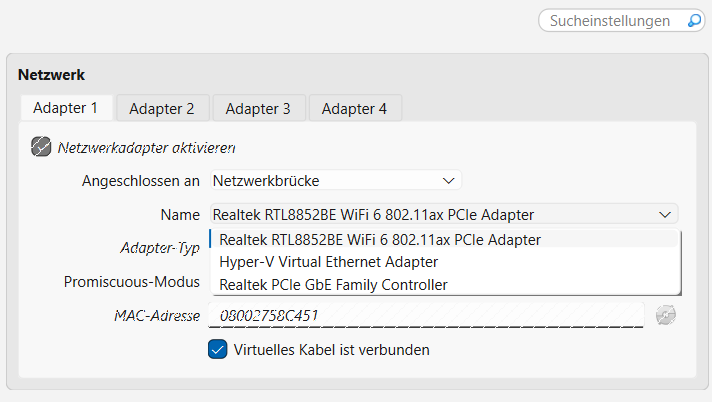 Sucheinstellungen
Netzwerk
Adapter 1 Adapter 2 Adapter 3 Adapter 4
Netzwerkadapter aktivieren
Angeschlossen an Netzwerkbrücke
Name Realtek RTL8852BE WiFi 6 802.11ax PCIe Adapter
Realtek RTL8852BE WiFi 6 802.11ax PCIe Adapter
Adapter-Typ
Hyper-V Virtual Ethernet Adapter
Promiscuous-Modus Realtek PCIe GbE Family Controller
MAC-Adresse 08002758C451
Virtuelles Kabel ist verbunden